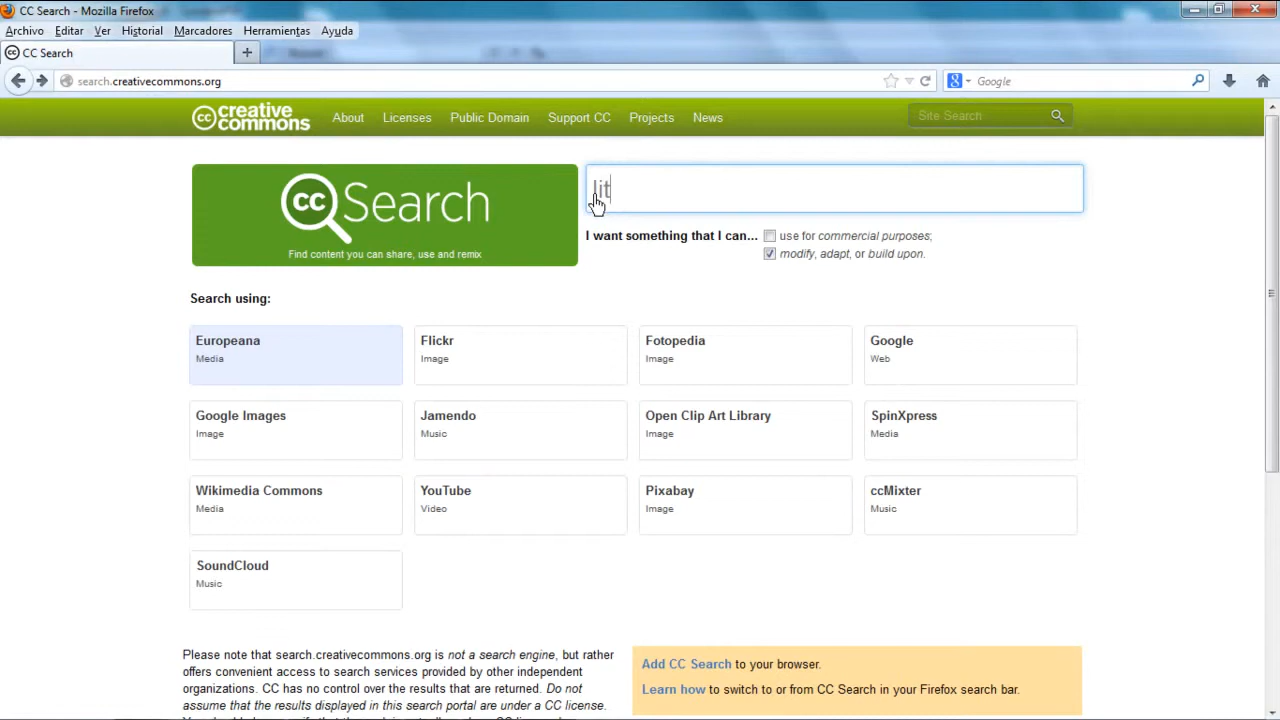 CC Search - Mozilla Firefox
Archivo Editar Ver Historial Marcadores Herramientas Ayuda
CC Search
search.creativecommons.org
Google
creative commons
About Licenses Public Domain Support CC Projects News
Site Search
cc Search
Find content you can share, use and remix
lit
I want something that I can... use for commercial purposes;
modify, adapt, or build upon.
Search using:
Europeana
Media
Flickr
Image
Fotopedia
Image
Google
Web
Google Images
Image
Jamendo
Music
Open Clip Art Library
Image
SpinXpress
Media
Wikimedia Commons
Media
YouTube
Video
Pixabay
Image
ccMixter
Music
SoundCloud
Music
Please note that search.creativecommons.org is not a search engine, but rather
offers convenient access to search services provided by other independent
organizations. CC has no control over the results that are returned. Do not
assume that the results displayed in this search portal are under a CC license.
Add CC Search to your browser.
Learn how to switch to or from CC Search in your Firefox search bar.